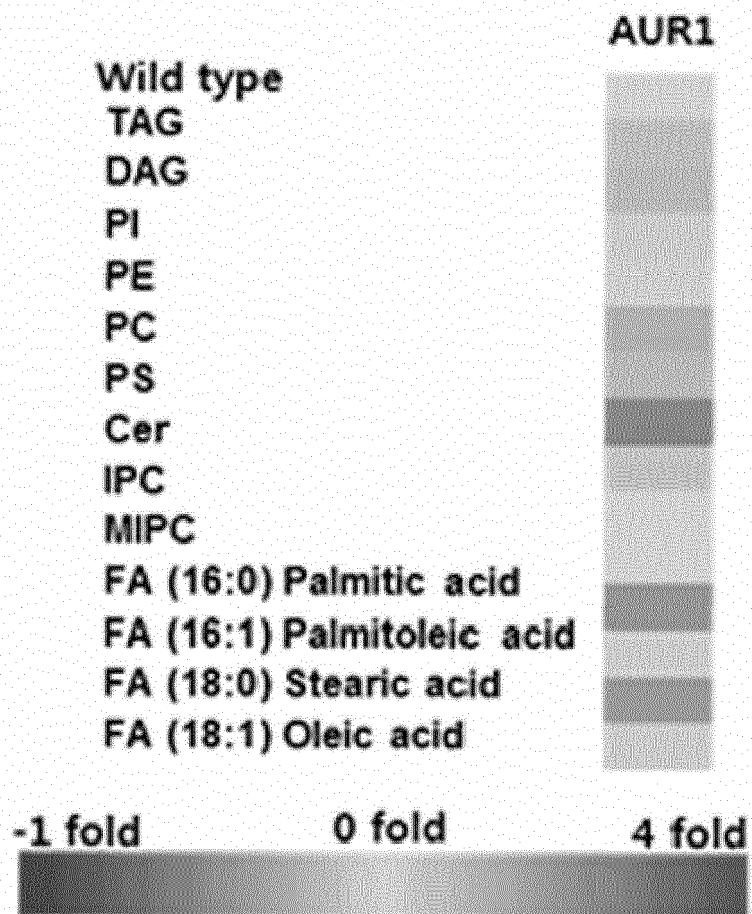 AUR1
Wild type
TAG
DAG
PI
PE
PC
PS
Cer
IPC
MIPC
FA (16:0) Palmitic acid
FA (16:1) Palmitoleic acid
FA (18:0) Stearic acid
FA (18:1) Oleic acid
-1 fold 0 fold 4 fold